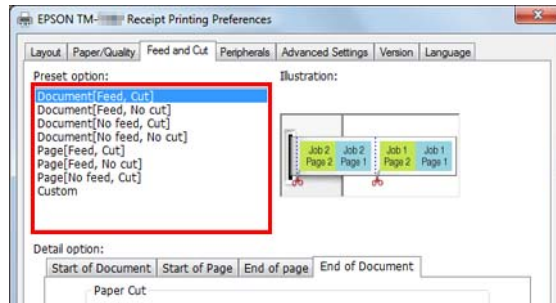 EPSON TM- Receipt Printing Preferences
Layout Paper/Quality Feed and Cut Peripherals Advanced Settings Version Language
Preset option:
Document[Feed, Cut]
Document[Feed, No cut]
Document[No feed, Cut]
Document[No feed, No cut]
Page[Feed, Cut]
Page[Feed, No cut]
Page[No feed, Cut]
Custom
Illustration:
Job 2 Job 2 Job 1 Job 1
Page 2 Page 1 Page 2 Page 1
Detail option:
Start of Document Start of Page End of page End of Document
Paper Cut